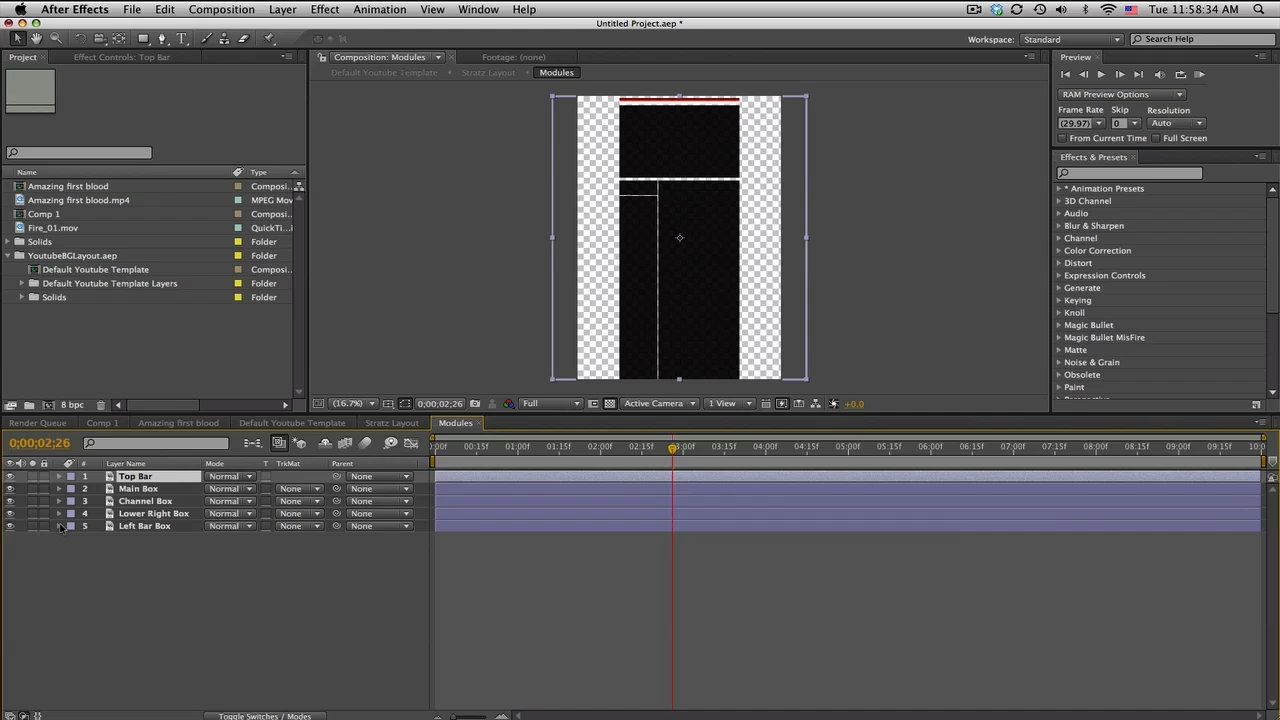 After Effects File Edit Composition Layer Effect Animation View Window Help Tue 11:58:34 AM
Untitled Project.aep *
Workspace: Standard Search Help
Project Effect Controls: Top Bar Composition: Modules Footage: (none) Preview
Default Youtube Template Stratz Layout Modules
RAM Preview Options
Frame Rate Skip Resolution
(29.97) 0 Auto
From Current Time Full Screen
Effects & Presets
Name Type
Amazing first blood Composi...
Amazing first blood.mp4 MPEG Mov
Comp 1 Composi...
Fire_01.mov QuickTi...
Solids Folder
YoutubeBGLayout.aep Folder
Default Youtube Template Composi...
Default Youtube Template Layers Folder
Solids Folder
* Animation Presets
3D Channel
Audio
Blur & Sharpen
Channel
Color Correction
Distort
Expression Controls
Generate
Keying
Knoll
Magic Bullet
Magic Bullet MisFire
Matte
Noise & Grain
Obsolete
Paint
8 bpc (16.7%) 0;00;02;26 Full Active Camera 1 View +0.0
Render Queue Comp 1 Amazing first blood Default Youtube Template Stratz Layout Modules
0;00;02;26 :00f 00:15f 01:00f 01:15f 02:00f 02:15f 03:00f 03:15f 04:00f 04:15f 05:00f 05:15f 06:00f 06:15f 07:00f 07:15f 08:00f 08:15f 09:00f 09:15f 10:0
# Layer Name Mode T TrkMat Parent
1 Top Bar Normal None
2 Main Box Normal None None
3 Channel Box Normal None None
4 Lower Right Box Normal None None
5 Left Bar Box Normal None None
Toggle Switches / Modes